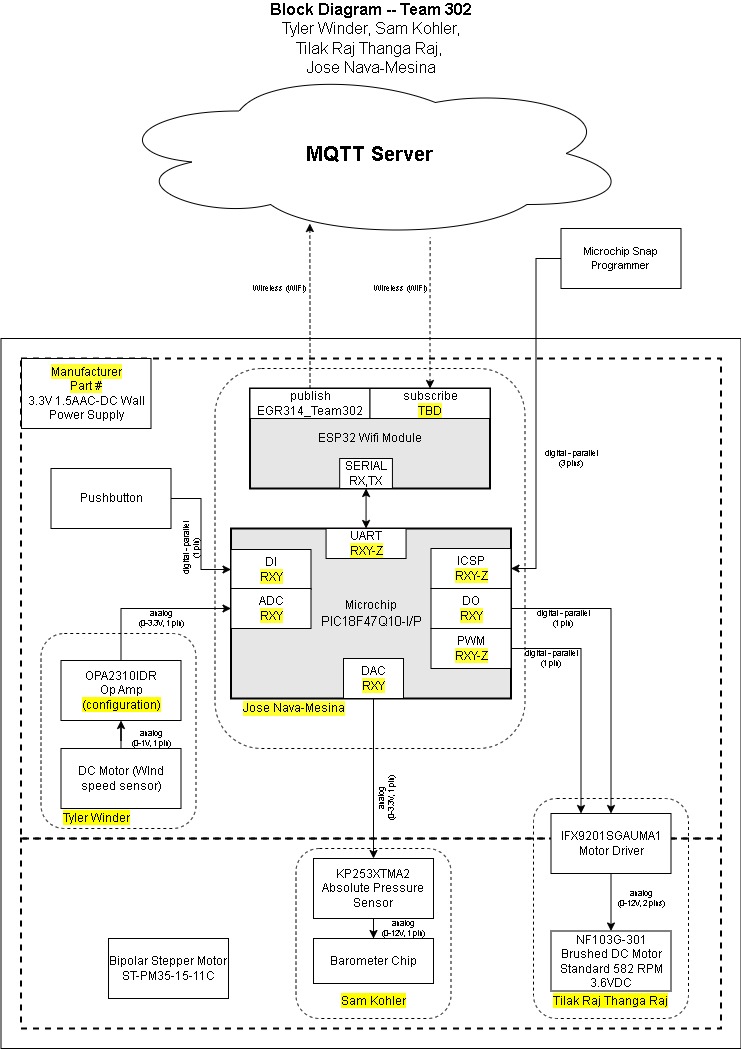 Block Diagram -- Team 302
Tyler Winder, Sam Kohler,
Tilak Raj Thanga Raj,
Jose Nava-Mesina
MQTT Server
Microchip Snap
Programmer
Wireless (WIFI)
Wireless (WIFI)
Manufacturer
Part #
3.3V 1.5AAC-DC Wall
Power Supply
publish
EGR314_Team302
subscribe
TBD
ESP32 Wifi Module
SERIAL
RX,TX
digital - parallel
(3 pins)
Pushbutton
digital - parallel
(1 pin)
UART
RXY-Z
DI
RXY
ADC
RXY
Microchip
PIC18F47Q10-I/P
ICSP
RXY-Z
DO
RXY
PWM
RXY-Z
DAC
RXY
Jose Nava-Mesina
analog
(0-3.3V, 1 pin)
digital - parallel
(1 pin)
digital - parallel
(1 pin)
OPA2310IDR
Op Amp
(configuration)
analog
(0-1V, 1 pin)
DC Motor (WInd
speed sensor)
Tyler Winder
analog
(0-3.3V, 1 pin)
IFX9201SGAUMA1
Motor Driver
KP253XTMA2
Absolute Pressure
Sensor
analog
(0-12V, 1 pin)
analog
(0-12V, 2 pins)
Bipolar Stepper Motor
ST-PM35-15-11C
Barometer Chip
Sam Kohler
NF103G-301
Brushed DC Motor
Standard 582 RPM
3.6VDC
Tilak Raj Thanga Raj